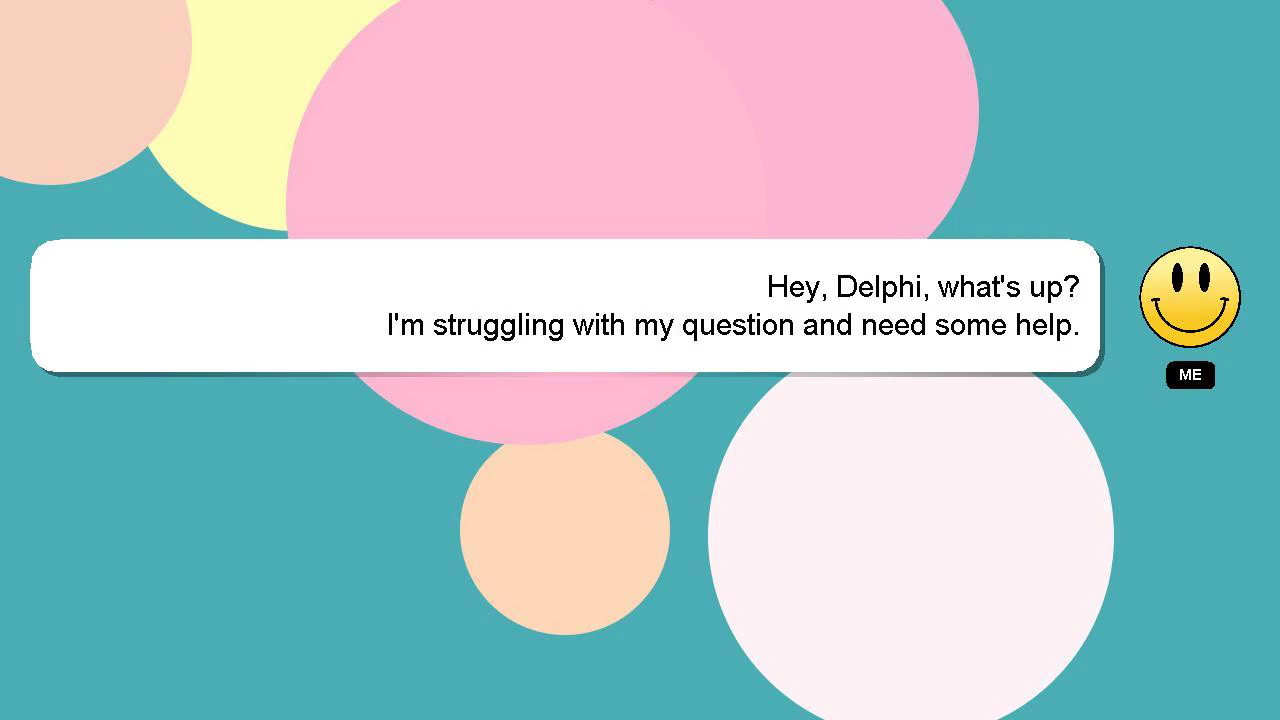 Hey, Delphi, what's up?
I'm struggling with my question and need some help.
ME